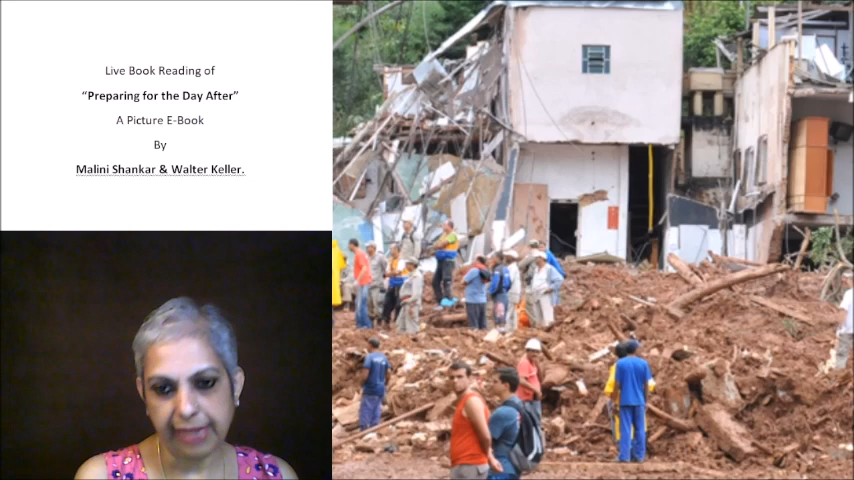 Live Book Reading of
“Preparing for the Day After”
A Picture E-Book
By
Malini Shankar & Walter Keller.